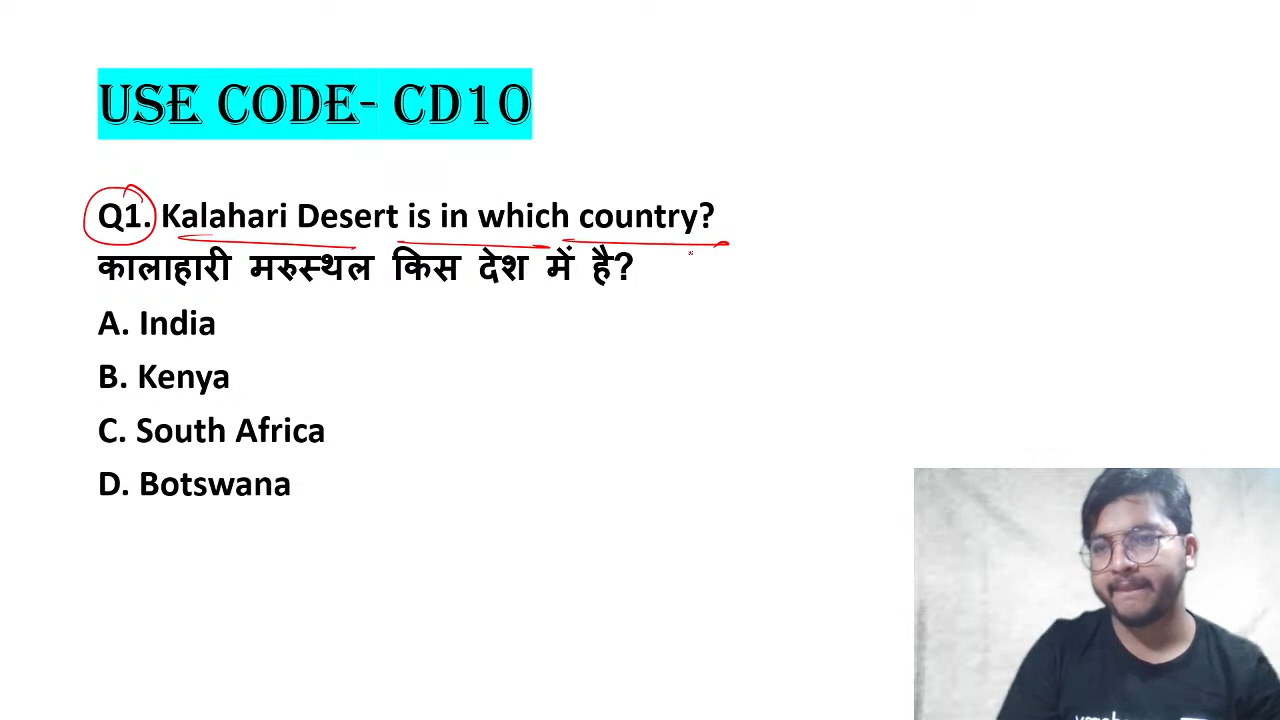 USE CODE- CD10
Q1. Kalahari Desert is in which country?
कालाहारी मरुस्थल किस देश में है?
A. India
B. Kenya
C. South Africa
D. Botswana